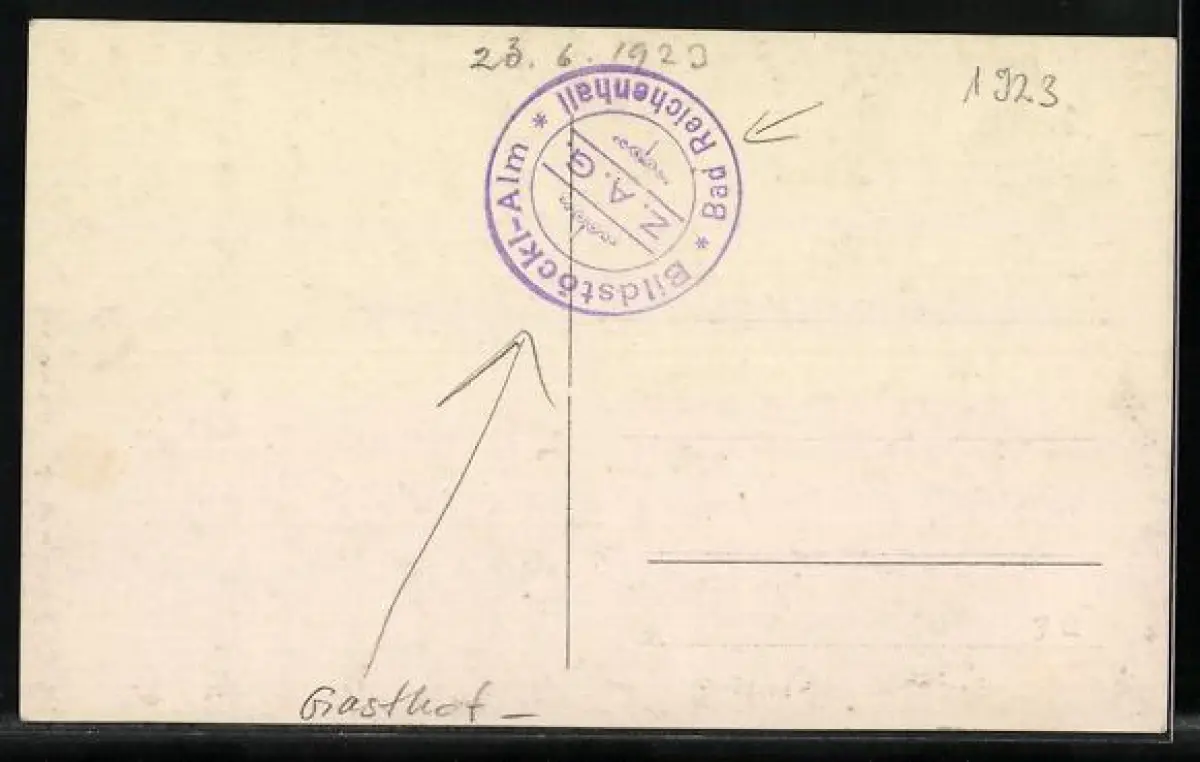 23. 6. 1923
1923
Bildstöckl-Alm * Bad Reichenhall *
Z. A. G.
Gasthof –